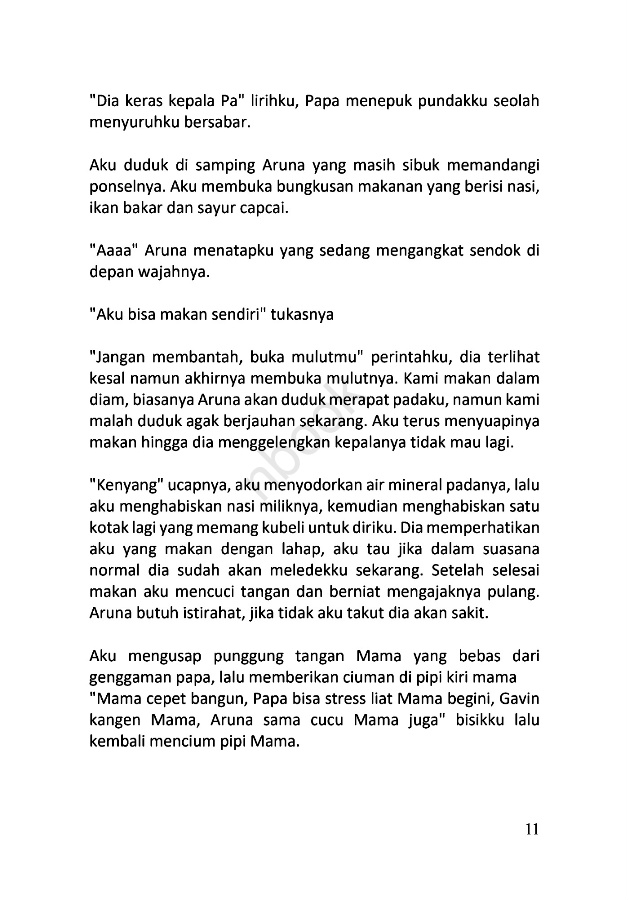 "Dia keras kepala Pa" lirihku, Papa menepuk pundakku seolah
menyuruhku bersabar.
Aku duduk di samping Aruna yang masih sibuk memandangi
ponselnya. Aku membuka bungkusan makanan yang berisi nasi,
ikan bakar dan sayur capcai.
"Aaaa" Aruna menatapku yang sedang mengangkat sendok di
depan wajahnya.
"Aku bisa makan sendiri" tukasnya
"Jangan membantah, buka mulutmu" perintahku, dia terlihat
kesal namun akhirnya membuka mulutnya. Kami makan dalam
diam, biasanya Aruna akan duduk merapat padaku, namun kami
malah duduk agak berjauhan sekarang. Aku terus menyuapinya
makan hingga dia menggelengkan kepalanya tidak mau lagi.
"Kenyang" ucapnya, aku menyodorkan air mineral padanya, lalu
aku menghabiskan nasi miliknya, kemudian menghabiskan satu
kotak lagi yang memang kubeli untuk diriku. Dia memperhatikan
aku yang makan dengan lahap, aku tau jika dalam suasana
normal dia sudah akan meledekku sekarang. Setelah selesai
makan aku mencuci tangan dan berniat mengajaknya pulang.
Aruna butuh istirahat, jika tidak aku takut dia akan sakit.
Aku mengusap punggung tangan Mama yang bebas dari
genggaman papa, lalu memberikan ciuman di pipi kiri mama
"Mama cepet bangun, Papa bisa stress liat Mama begini, Gavin
kangen Mama, Aruna sama cucu Mama juga" bisikku lalu
kembali mencium pipi Mama.
11
nbook